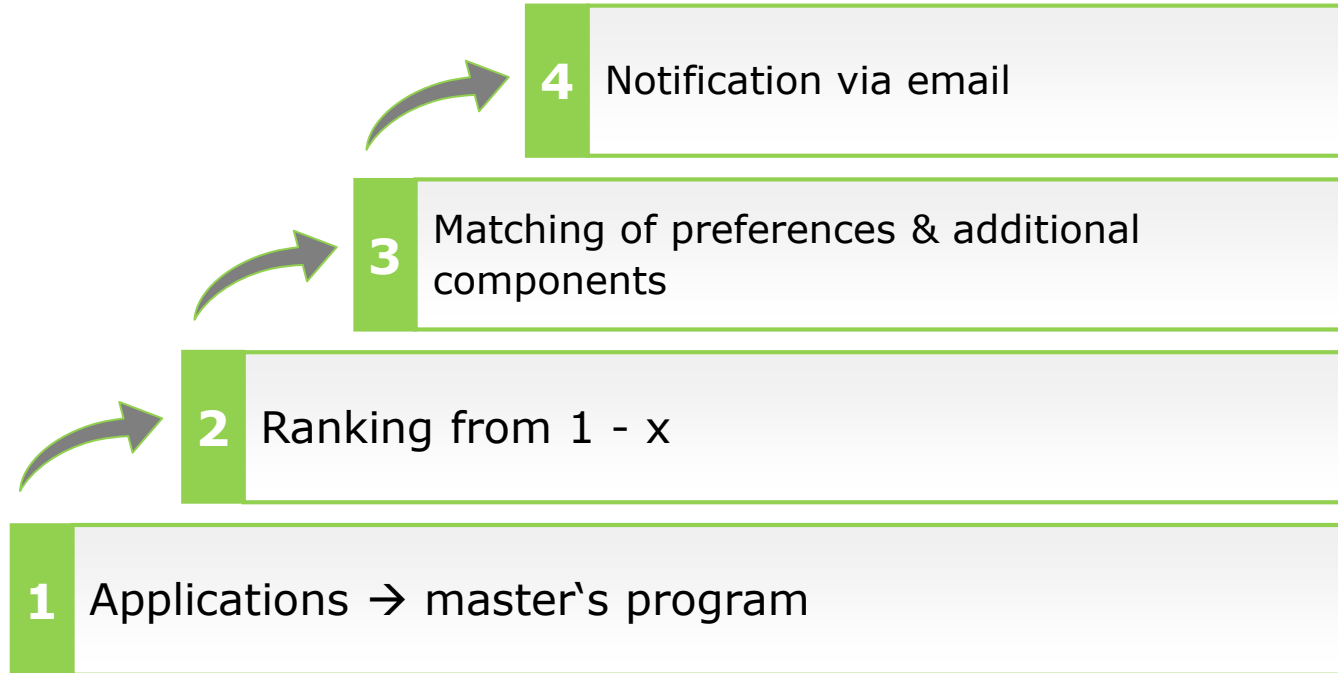 4 Notification via email
3 Matching of preferences & additional
components
2 Ranking from 1 - x
1 Applications → master‘s program